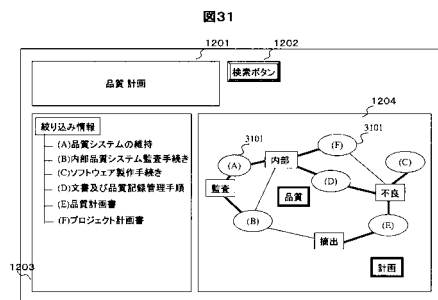 図31
1201
1202
品質 計画
検索ボタン
1204
絞り込み情報
(A)品質システムの維持
(B)内部品質システム監査手続き
(C)ソフトウェア製作手続き
(D)文書及び品質記録管理手順
(E)品質計画書
(F)プロジェクト計画書
3101
3101
(F)
(A)
内部
(C)
監査
(D)
不良
品質
(B)
(E)
摘出
計画
1203